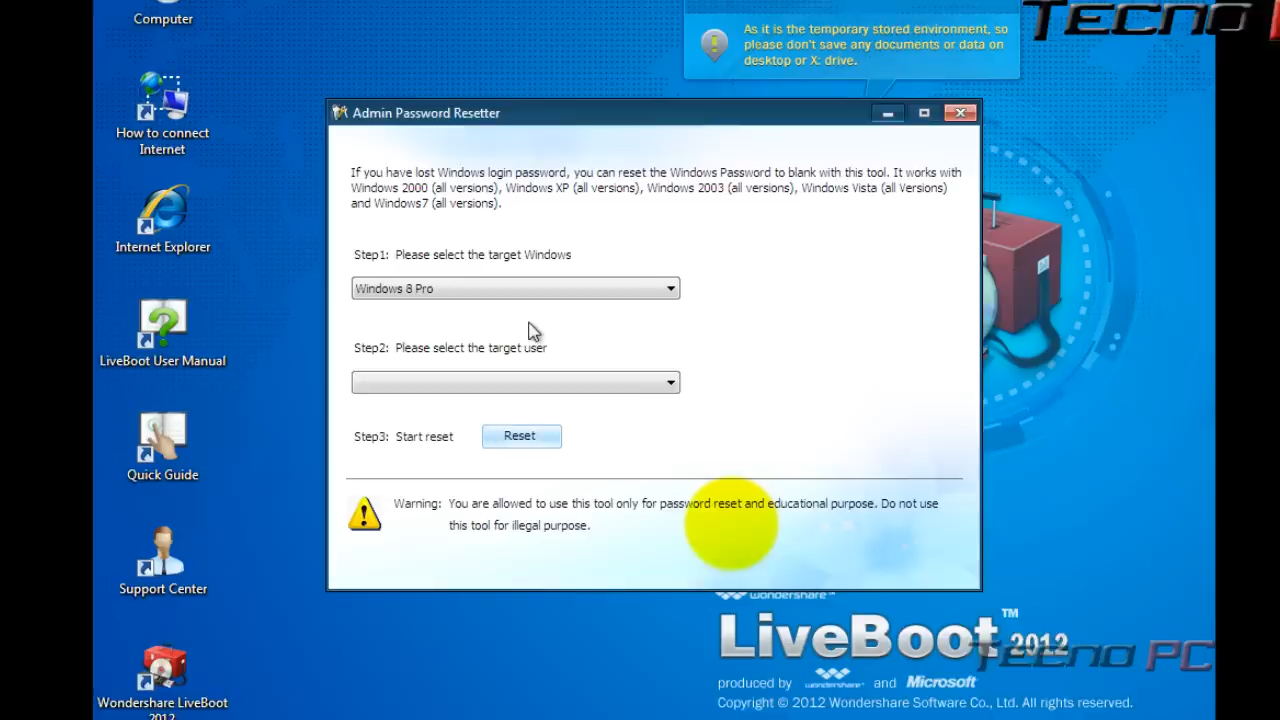 Computer
How to connect
Internet
Internet Explorer
LiveBoot User Manual
Quick Guide
Support Center
Wondershare LiveBoot
2012
As it is the temporary stored environment, so
please don't save any documents or data on
desktop or X: drive.
TECNO
Admin Password Resetter
If you have lost Windows login password, you can reset the Windows Password to blank with this tool. It works with
Windows 2000 (all versions), Windows XP (all versions), Windows 2003 (all versions), Windows Vista (all Versions)
and Windows7 (all versions).
Step1: Please select the target Windows
Windows 8 Pro
Step2: Please select the target user
Step3: Start reset
Reset
Warning: You are allowed to use this tool only for password reset and educational purpose. Do not use
this tool for illegal purpose.
wondershare™
LiveBoot™ 2012
Tecno PC
produced by wondershare and Microsoft
Copyright © 2012 Wondershare Software Co., Ltd. All rights reserved.